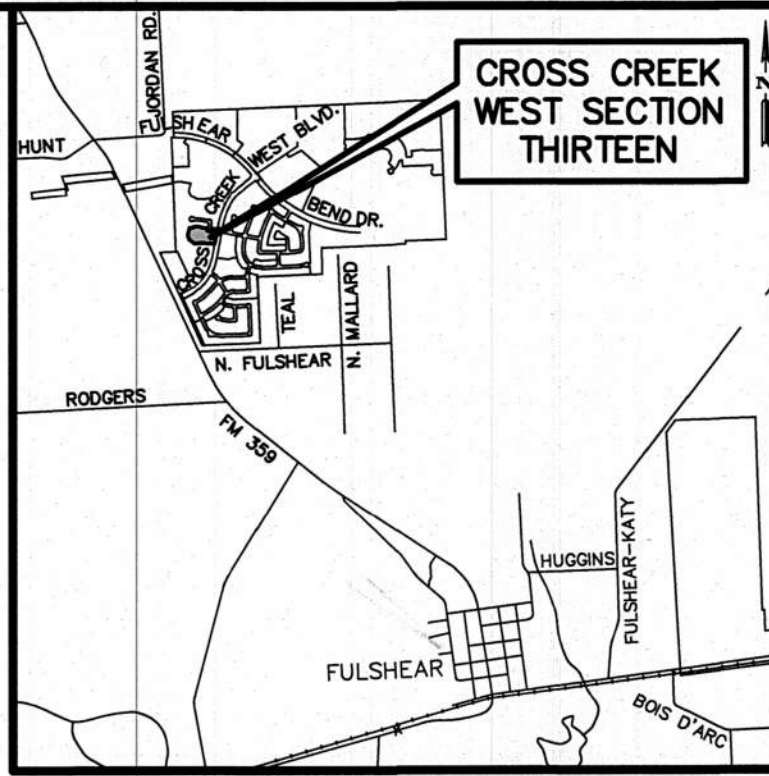 CROSS CREEK
WEST SECTION
THIRTEEN
N
JORDAN RD.
FULSHEAR
HUNT
WEST BLVD.
CREEK
CROSS
BEND DR.
TEAL
N. MALLARD
N. FULSHEAR
RODGERS
FM 359
HUGGINS
FULSHEAR-KATY
FULSHEAR
BOIS D'ARC